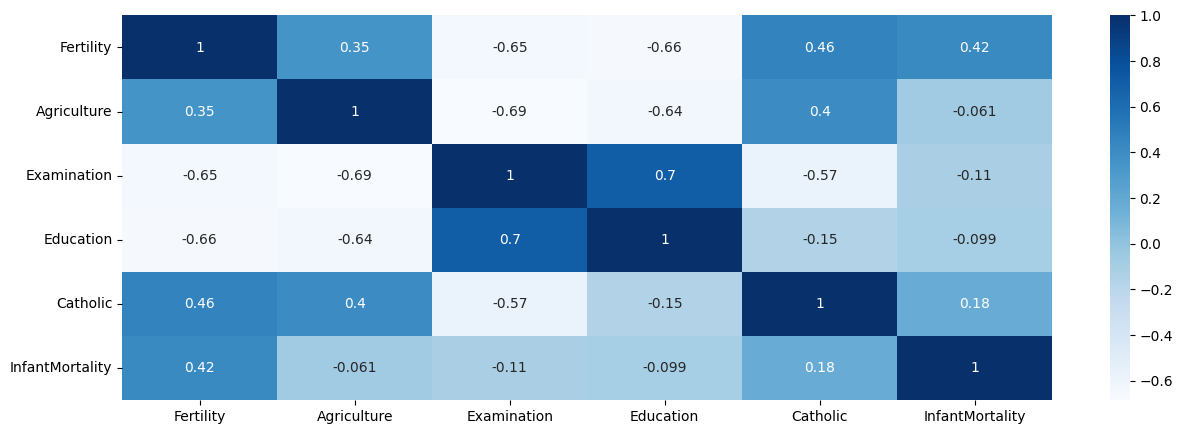 Fertility 1 0.35 -0.65 -0.66 0.46 0.42
Agriculture 0.35 1 -0.69 -0.64 0.4 -0.061
Examination -0.65 -0.69 1 0.7 -0.57 -0.11
Education -0.66 -0.64 0.7 1 -0.15 -0.099
Catholic 0.46 0.4 -0.57 -0.15 1 0.18
InfantMortality 0.42 -0.061 -0.11 -0.099 0.18 1
Fertility Agriculture Examination Education Catholic InfantMortality
1.0
0.8
0.6
0.4
0.2
0.0
−0.2
−0.4
−0.6